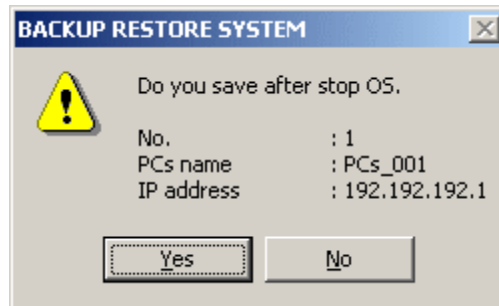 BACKUP RESTORE SYSTEM
Do you save after stop OS.
No. : 1
PCs name : PCs_001
IP address : 192.192.192.1
Yes No